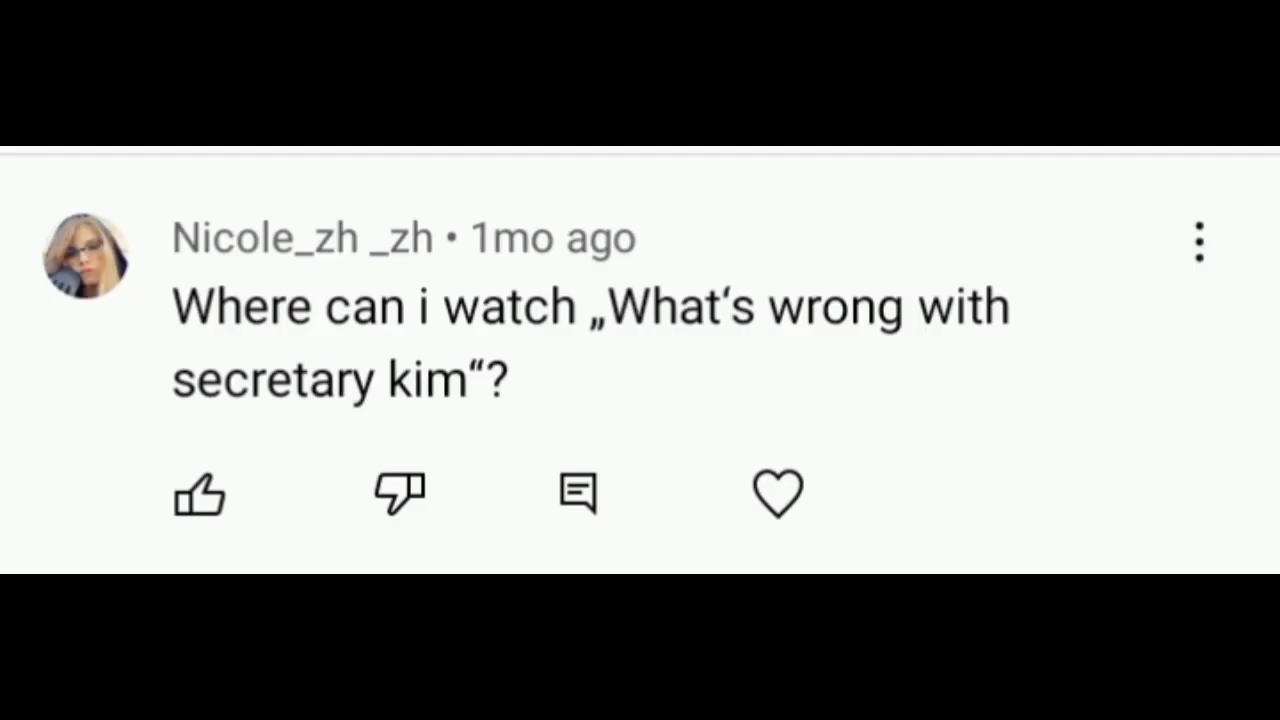 Nicole_zh _zh • 1mo ago
Where can i watch „What‘s wrong with
secretary kim“?